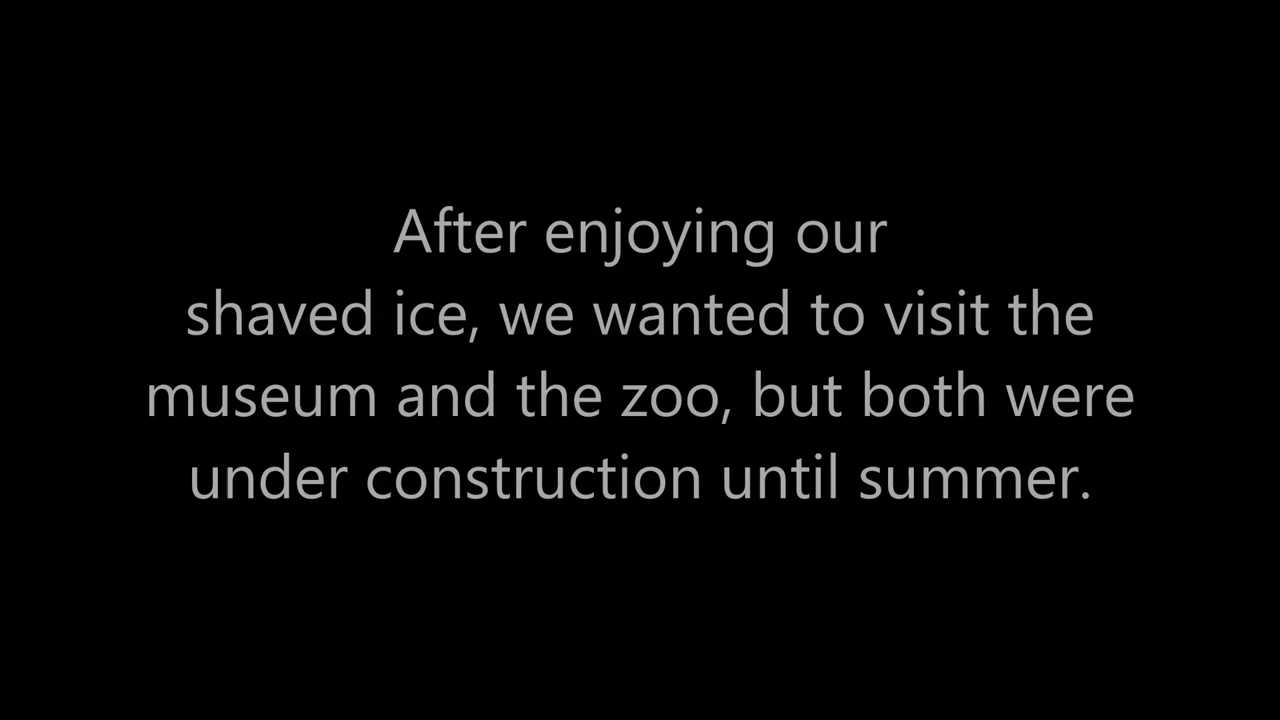 After enjoying our
shaved ice, we wanted to visit the
museum and the zoo, but both were
under construction until summer.